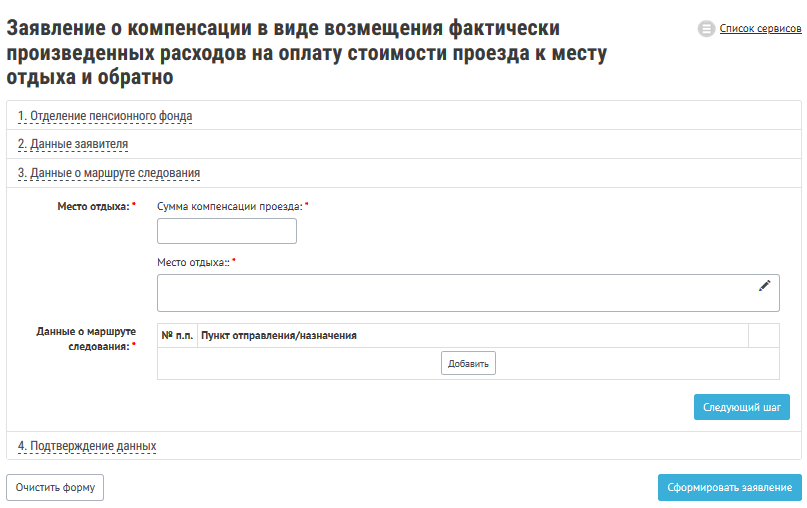 Заявление о компенсации в виде возмещения фактически
произведенных расходов на оплату стоимости проезда к месту
отдыха и обратно
Список сервисов
1. Отделение пенсионного фонда
2. Данные заявителя
3. Данные о маршруте следования
Место отдыха: *
Сумма компенсации проезда: *
Место отдыха:: *
Данные о маршруте
следования: *
№ п.п. Пункт отправления/назначения
Добавить
Следующий шаг
4. Подтверждение данных
Очистить форму
Сформировать заявление